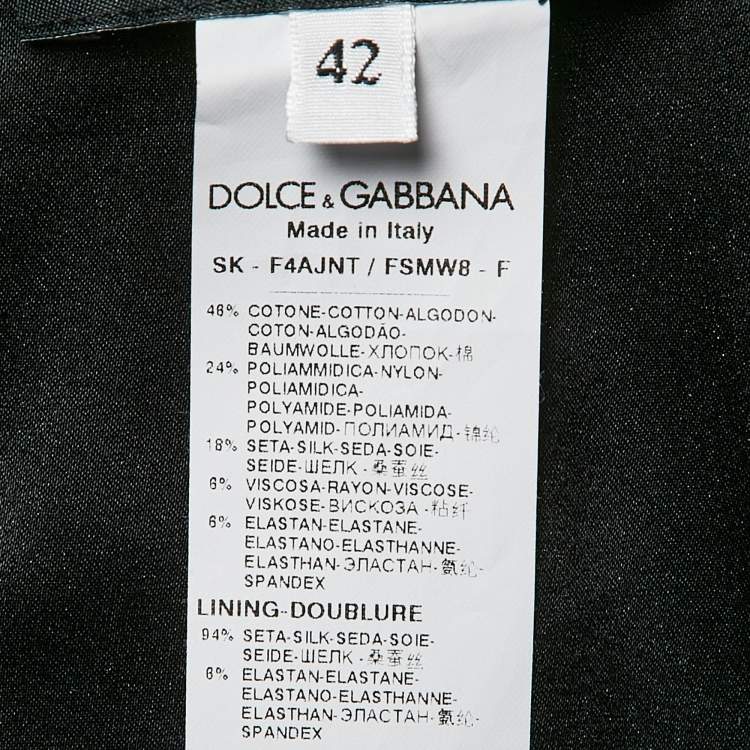 42
DOLCE & GABBANA
Made in Italy
SK - F4AJNT / FSMW8 - F
46% COTONE-COTTON-ALGODON-
COTON-ALGODÃO-
BAUMWOLLE-ХЛОПОК-棉
24% POLIAMMIDICA-NYLON-
POLIAMIDICA-
POLYAMIDE-POLIAMIDA-
POLYAMID-ПОЛИАМИД-锦纶
18% SETA-SILK-SEDA-SOIE-
SEIDE-ШЕЛК-桑蚕丝
6% VISCOSA-RAYON-VISCOSE-
VISKOSE-ВИСКОЗА-粘纤
6% ELASTAN-ELASTANE-
ELASTANO-ELASTHANNE-
ELASTHAN-ЭЛАСТАН-氨纶-
SPANDEX
LINING-DOUBLURE
94% SETA-SILK-SEDA-SOIE-
SEIDE-ШЕЛК-桑蚕丝
6% ELASTAN-ELASTANE-
ELASTANO-ELASTHANNE-
ELASTHAN-ЭЛАСТАН-氨纶-
SPANDEX